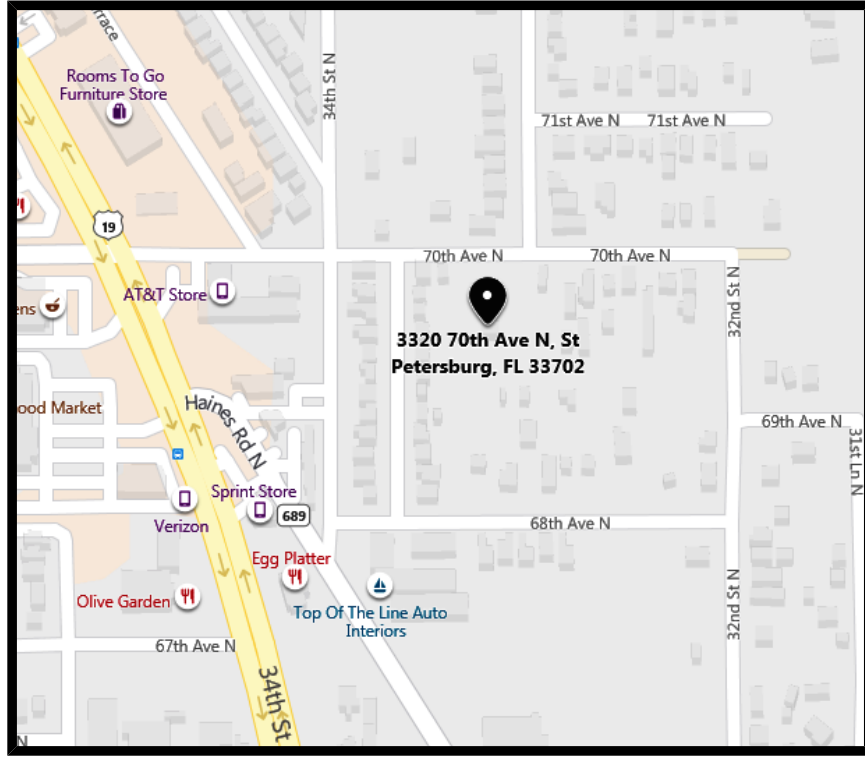 rrace
Rooms To Go
Furniture Store
34th St N
71st Ave N
71st Ave N
19
70th Ave N
70th Ave N
AT&T Store
32nd St N
ens
3320 70th Ave N, St
Petersburg, FL 33702
ood Market
Haines Rd N
69th Ave N
31st Ln N
Sprint Store
689
Verizon
68th Ave N
Egg Platter
Olive Garden
Top Of The Line Auto
Interiors
32nd St N
67th Ave N
34th St
N